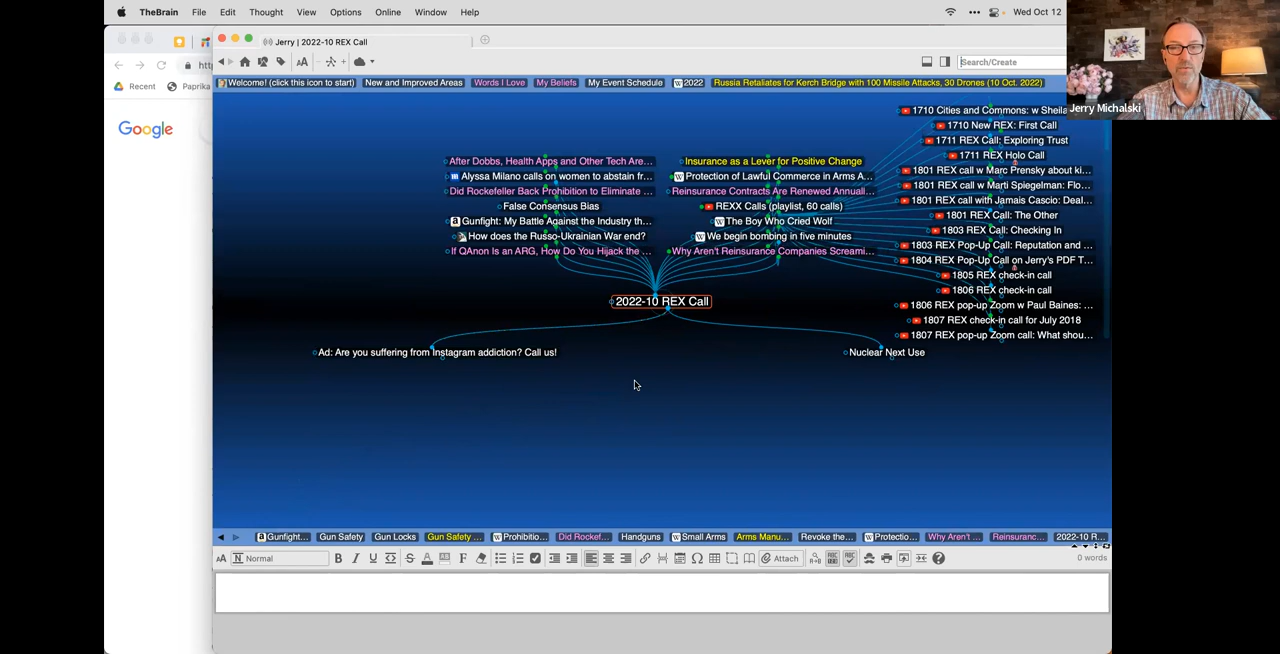 TheBrain File Edit Thought View Options Online Window Help Wed Oct 12
Jerry | 2022-10 REX Call
Search/Create
Recent Paprika
Welcome! (click this icon to start) New and Improved Areas Words I Love My Beliefs My Event Schedule 2022 Russia Retaliates for Kerch Bridge with 100 Missile Attacks, 30 Drones (10 Oct. 2022)
Jerry Michalski
Google
After Dobbs, Health Apps and Other Tech Are...
Alyssa Milano calls on women to abstain fr...
Did Rockefeller Back Prohibition to Eliminate ...
False Consensus Bias
Gunfight: My Battle Against the Industry th...
How does the Russo-Ukrainian War end?
If QAnon Is an ARG, How Do You Hijack the ...
Insurance as a Lever for Positive Change
Protection of Lawful Commerce in Arms A...
Reinsurance Contracts Are Renewed Annuall...
REXX Calls (playlist, 60 calls)
The Boy Who Cried Wolf
We begin bombing in five minutes
Why Aren't Reinsurance Companies Screami...
1710 Cities and Commons: w Sheila
1710 New REX: First Call
1711 REX Call: Exploring Trust
1711 REX Holo Call
1801 REX call w Marc Prensky about ki...
1801 REX call w Marti Spiegelman: Flo...
1801 REX call with Jamais Cascio: Deal...
1801 REX Call: The Other
1803 REX Call: Checking In
1803 REX Pop-Up Call: Reputation and ...
1804 REX Pop-Up Call on Jerry's PDF T...
1805 REX check-in call
1806 REX check-in call
1806 REX pop-up Zoom w Paul Baines: ...
1807 REX check-in call for July 2018
1807 REX pop-up Zoom call: What shou...
2022-10 REX Call
Ad: Are you suffering from Instagram addiction? Call us!
Nuclear Next Use
Gunfight... Gun Safety Gun Locks Gun Safety ... Prohibitio... Did Rockef... Handguns Small Arms Arms Manu... Revoke the... Protectio... Why Aren't ... Reinsuranc... 2022-10 R...
Normal
Attach
0 words